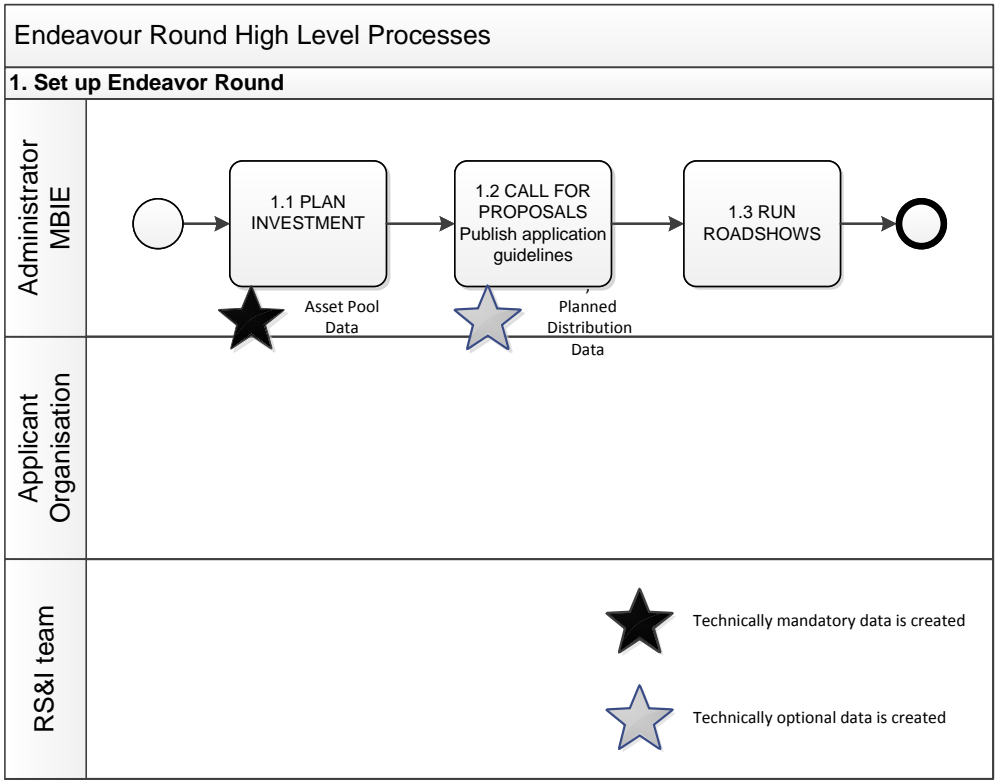 Endeavour Round High Level Processes
1. Set up Endeavor Round
Administrator
MBIE
1.1 PLAN
INVESTMENT
1.2 CALL FOR
PROPOSALS
Publish application
guidelines
1.3 RUN
ROADSHOWS
Asset Pool
Data
,
Planned
Distribution
Data
Applicant
Organisation
RS&I team
Technically mandatory data is created
Technically optional data is created